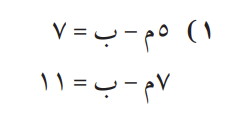 ١) ٥م − ب = ٧
٧م − ب = ١١